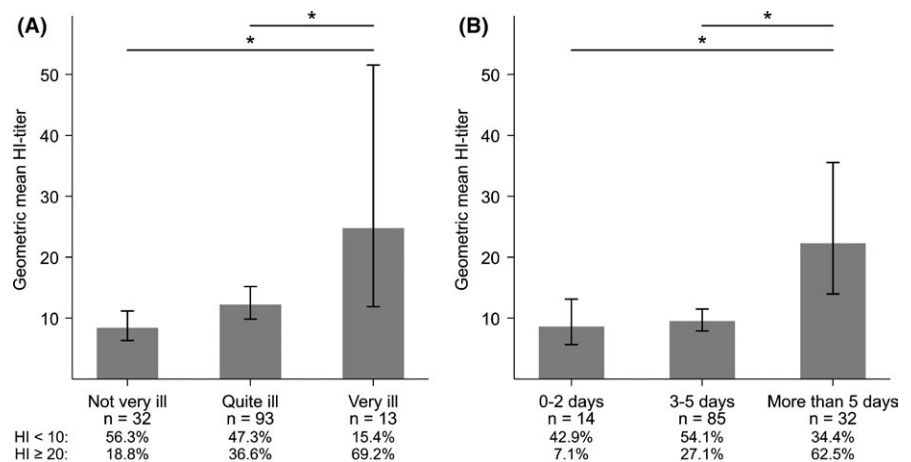 (A)
*
*
Geometric mean HI-titer
50
40
30
20
10
Not very ill Quite ill Very ill
n = 32 n = 93 n = 13
HI < 10: 56.3% 47.3% 15.4%
HI ≥ 20: 18.8% 36.6% 69.2%
(B)
*
*
Geometric mean HI-titer
50
40
30
20
10
0-2 days 3-5 days More than 5 days
n = 14 n = 85 n = 32
42.9% 54.1% 34.4%
7.1% 27.1% 62.5%